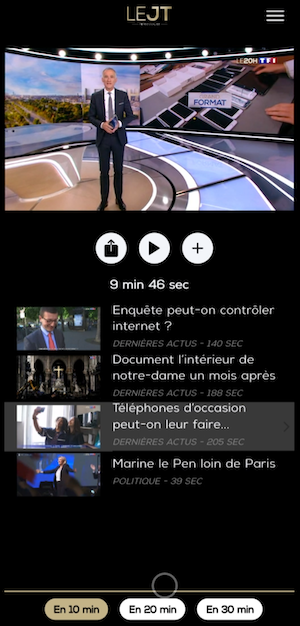 LEJT
LE20H TF1
FORMAT
9 min 46 sec
Enquête peut-on contrôler
internet ?
DERNIÈRES ACTUS - 140 SEC
Document l'intérieur de
notre-dame un mois après
DERNIÈRES ACTUS - 188 SEC
Téléphones d'occasion
peut-on leur faire...
DERNIÈRES ACTUS - 205 SEC
Marine le Pen loin de Paris
POLITIQUE - 39 SEC
En 10 min
En 20 min
En 30 min